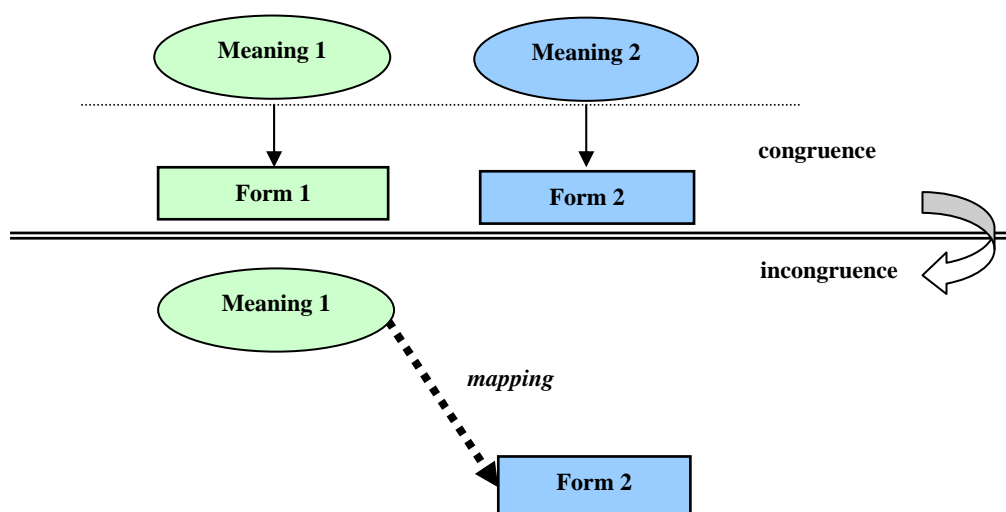 Meaning 1
Meaning 2
congruence
Form 1
Form 2
incongruence
Meaning 1
mapping
Form 2